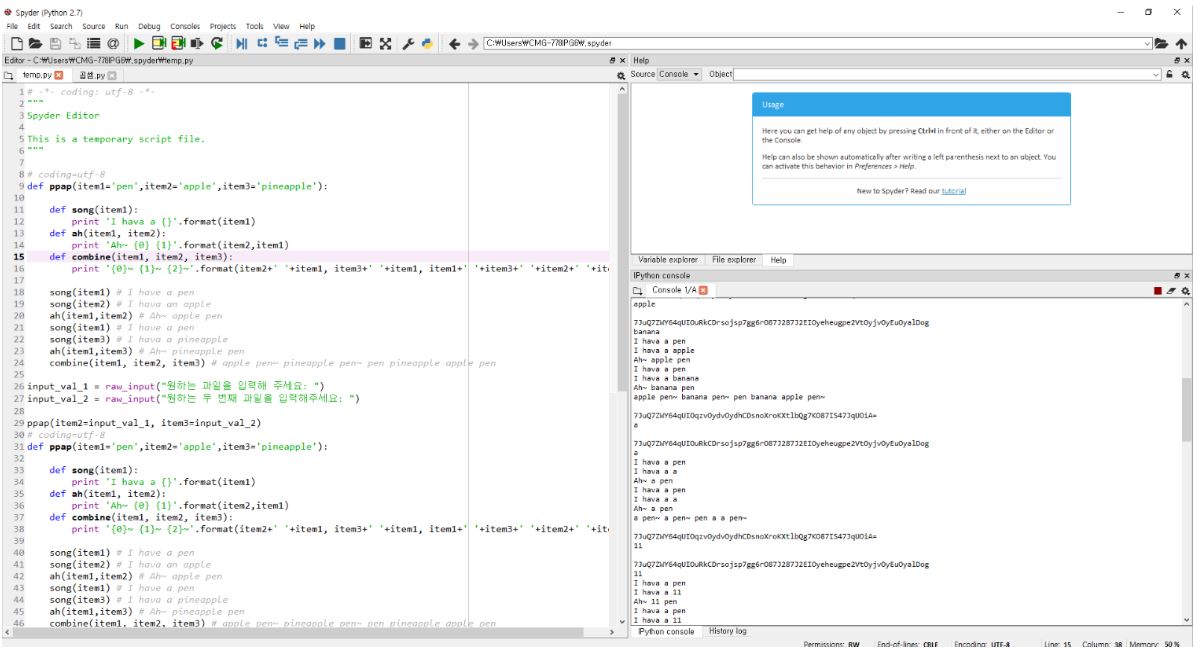 Spyder (Python 2.7)
File Edit Search Source Run Debug Consoles Projects Tools View Help
C:₩Users₩CMG-778IPGB₩.spyder
Editor - C:₩Users₩CMG-778IPGB₩.spyder₩temp.py
temp.py
곱셈.py
1 # -*- coding: utf-8 -*-
2 """
3 Spyder Editor
4
5 This is a temporary script file.
6 """
7
8 # coding=utf-8
9 def ppap(item1='pen',item2='apple',item3='pineapple'):
10
11     def song(item1):
12         print 'I hava a {}'.format(item1)
13     def ah(item1, item2):
14         print 'Ah~ {0} {1}'.format(item2,item1)
15     def combine(item1, item2, item3):
16         print '{0}~ {1}~ {2}~'.format(item2+' '+item1, item3+' '+item1, item1+' '+item3+' '+item2+' '+ite
17
18     song(item1) # I have a pen
19     song(item2) # I hava an apple
20     ah(item1,item2) # Ah~ apple pen
21     song(item1) # I have a pen
22     song(item3) # I hava a pineapple
23     ah(item1,item3) # Ah~ pineapple pen
24     combine(item1, item2, item3) # apple pen~ pineapple pen~ pen pineapple apple pen
25
26 input_val_1 = raw_input("원하는 과일을 입력해 주세요: ")
27 input_val_2 = raw_input("원하는 두 번째 과일을 입력해주세요: ")
28
29 ppap(item2=input_val_1, item3=input_val_2)
30 # coding=utf-8
31 def ppap(item1='pen',item2='apple',item3='pineapple'):
32
33     def song(item1):
34         print 'I hava a {}'.format(item1)
35     def ah(item1, item2):
36         print 'Ah~ {0} {1}'.format(item2,item1)
37     def combine(item1, item2, item3):
38         print '{0}~ {1}~ {2}~'.format(item2+' '+item1, item3+' '+item1, item1+' '+item3+' '+item2+' '+ite
39
40     song(item1) # I have a pen
41     song(item2) # I hava an apple
42     ah(item1,item2) # Ah~ apple pen
43     song(item1) # I have a pen
44     song(item3) # I hava a pineapple
45     ah(item1,item3) # Ah~ pineapple pen
46     combine(item1, item2, item3) # apple pen~ pineapple pen~ pen pineapple apple pen
Help
Source Console Object
Usage
Here you can get help of any object by pressing Ctrl+I in front of it, either on the Editor or
the Console.
Help can also be shown automatically after writing a left parenthesis next to an object. You
can activate this behavior in Preferences > Help.
New to Spyder? Read our tutorial
Variable explorer File explorer Help
IPython console
Console 1/A
apple
banana
I hava a pen
I hava a apple
Ah~ apple pen
I hava a pen
I hava a banana
Ah~ banana pen
apple pen~ banana pen~ pen banana apple pen~
a
a
I hava a pen
I hava a a
Ah~ a pen
I hava a pen
I hava a a
Ah~ a pen
a pen~ a pen~ pen a a pen~
11
11
I hava a pen
I hava a 11
Ah~ 11 pen
I hava a pen
I hava a 11
IPython console History log
Permissions: RW End-of-lines: CRLF Encoding: UTF-8 Line: 15 Column: 38 Memory: 50 %